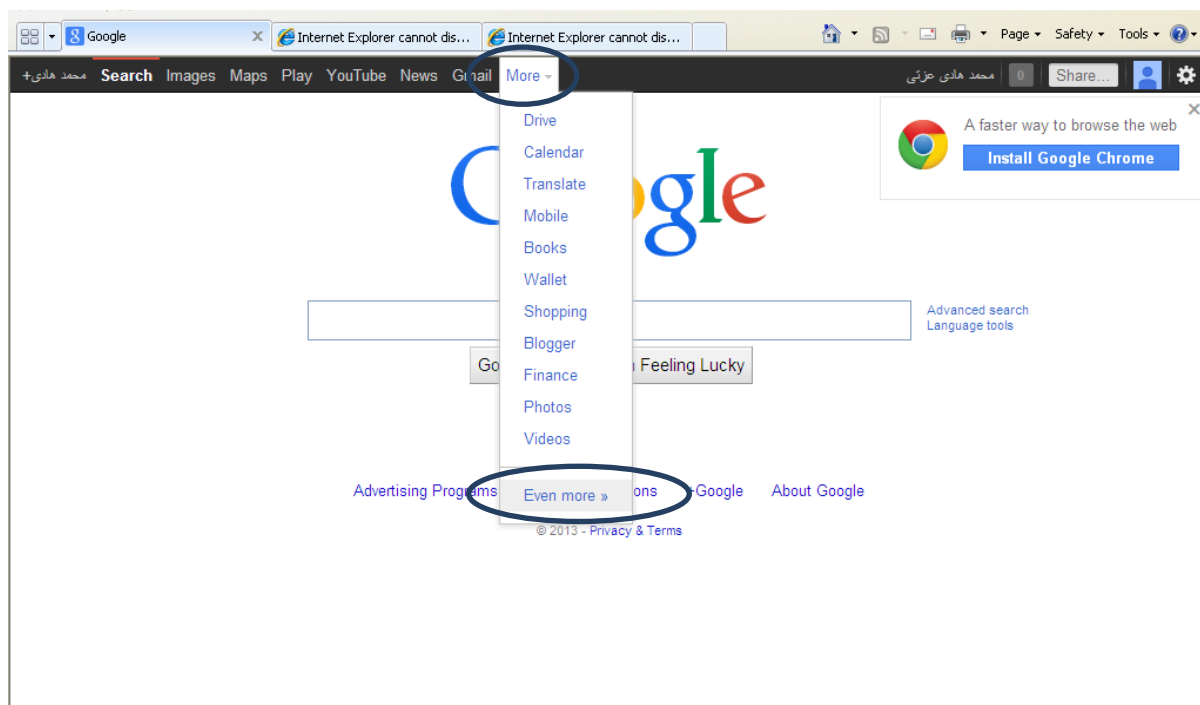 Google
Internet Explorer cannot dis...
Internet Explorer cannot dis...
Page
Safety
Tools
محمد هادی+
Search
Images
Maps
Play
YouTube
News
Gmail
More
محمد هادی عزتی
0
Share...
A faster way to browse the web
Install Google Chrome
Drive
Calendar
Translate
Mobile
Books
Wallet
Shopping
Blogger
Finance
Photos
Videos
Even more »
gle
Advanced search
Language tools
Go
Feeling Lucky
Advertising Programs
ons
+Google
About Google
© 2013 - Privacy & Terms